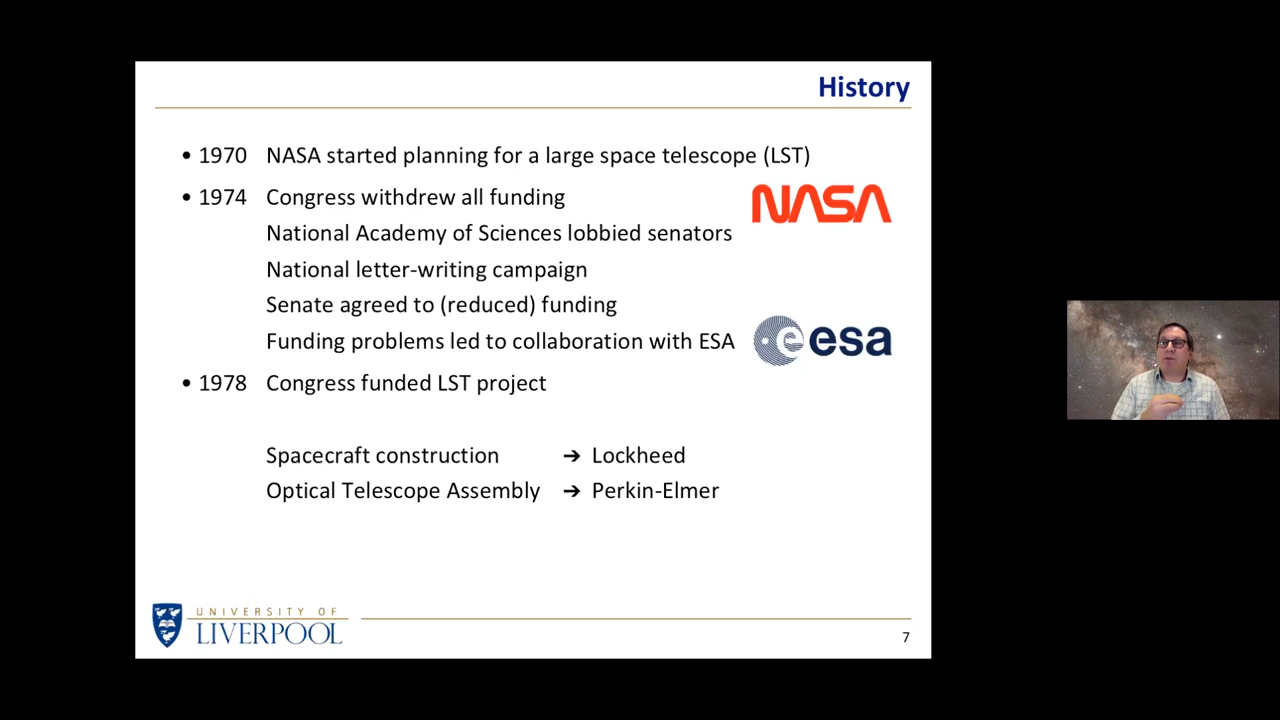 History
• 1970 NASA started planning for a large space telescope (LST)
• 1974 Congress withdrew all funding
NASA
National Academy of Sciences lobbied senators
National letter-writing campaign
Senate agreed to (reduced) funding
Funding problems led to collaboration with ESA
esa
• 1978 Congress funded LST project
Spacecraft construction → Lockheed
Optical Telescope Assembly → Perkin-Elmer
UNIVERSITY OF
LIVERPOOL
7